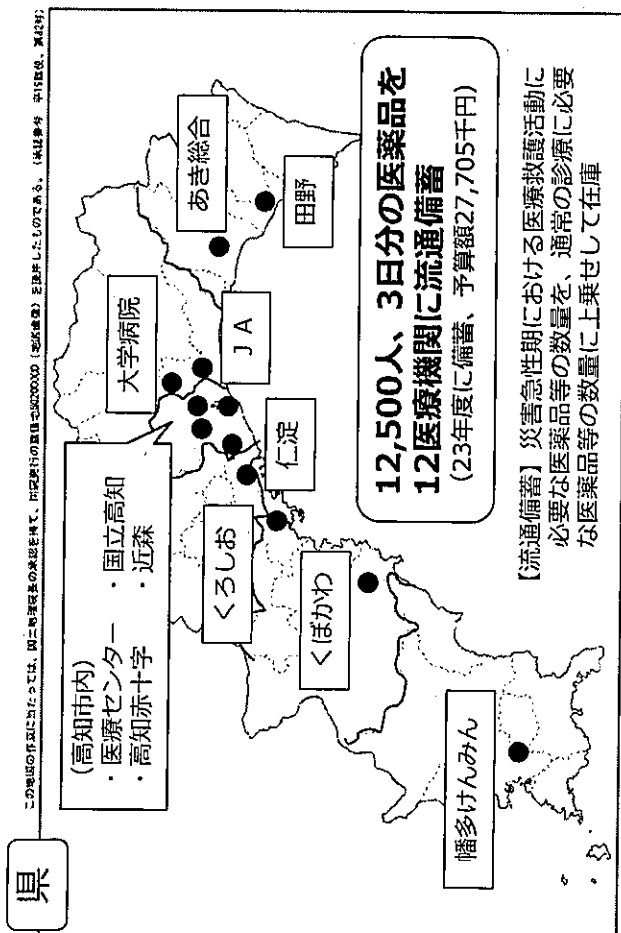 県
(高知市内)
・医療センター ・国立高知
・高知赤十字 ・近森
大学病院
あき総合
田野
JA
仁淀
くろしお
くぼかわ
幡多けんみん
12,500人、3日分の医薬品を
12医療機関に流通備蓄
(23年度に備蓄、予算額27,705千円)
【流通備蓄】災害急性期における医療救護活動に
必要な医薬品等の数量を、通常の診療に必要
な医薬品等の数量に上乗せして在庫